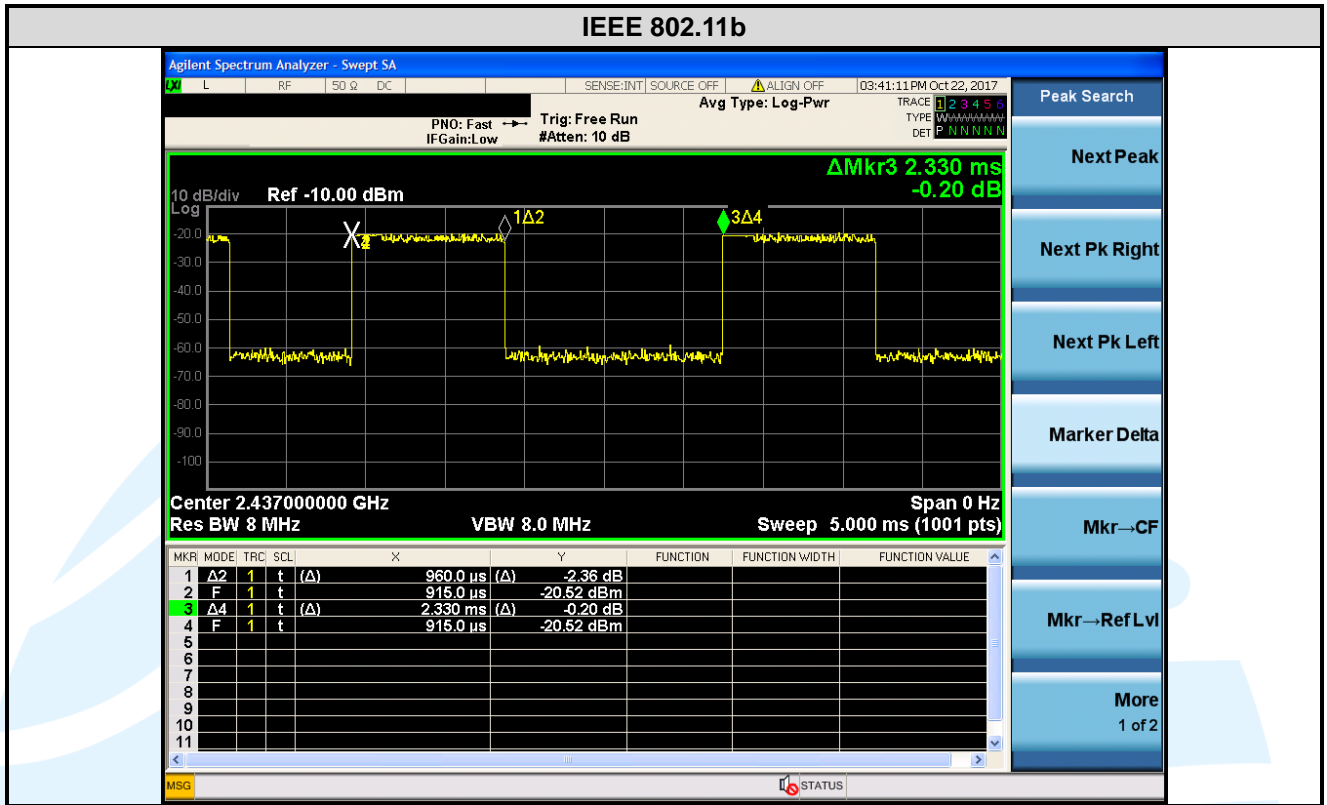 IEEE 802.11b
Agilent Spectrum Analyzer - Swept SA
LXI L RF 50 Ω DC SENSE:INT SOURCE OFF ALIGN OFF 03:41:11 PM Oct 22, 2017
PNO: Fast IFGain:Low Trig: Free Run #Atten: 10 dB Avg Type: Log-Pwr
TRACE 1 2 3 4 5 6
TYPE WWWWWW
DET P N N N N N
ΔMkr3 2.330 ms
-0.20 dB
10 dB/div Ref -10.00 dBm
Log
1Δ2 3Δ4
-20.0
-30.0
-40.0
-50.0
-60.0
-70.0
-80.0
-90.0
-100
Center 2.437000000 GHz Span 0 Hz
Res BW 8 MHz VBW 8.0 MHz Sweep 5.000 ms (1001 pts)
MKR MODE TRC SCL X Y FUNCTION FUNCTION WIDTH FUNCTION VALUE
1 Δ2 1 t (Δ) 960.0 µs (Δ) -2.36 dB
2 F 1 t 915.0 µs -20.52 dBm
3 Δ4 1 t (Δ) 2.330 ms (Δ) -0.20 dB
4 F 1 t 915.0 µs -20.52 dBm
5
6
7
8
9
10
11
MSG STATUS
Peak Search
Next Peak
Next Pk Right
Next Pk Left
Marker Delta
Mkr→CF
Mkr→Ref Lvl
More
1 of 2